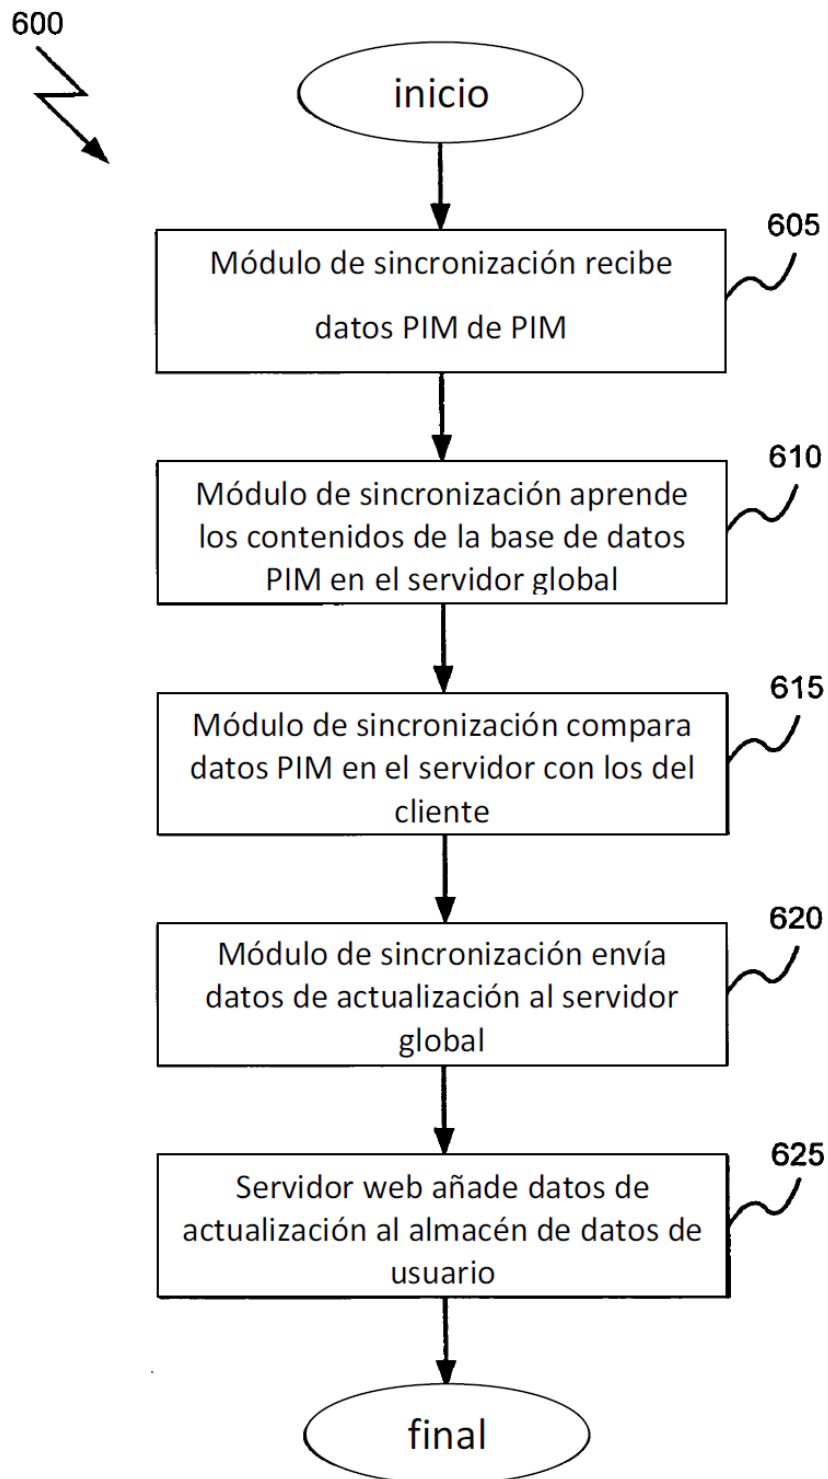 600
inicio
605
Módulo de sincronización recibe
datos PIM de PIM
610
Módulo de sincronización aprende
los contenidos de la base de datos
PIM en el servidor global
615
Módulo de sincronización compara
datos PIM en el servidor con los del
cliente
620
Módulo de sincronización envía
datos de actualización al servidor
global
625
Servidor web añade datos de
actualización al almacén de datos de
usuario
final